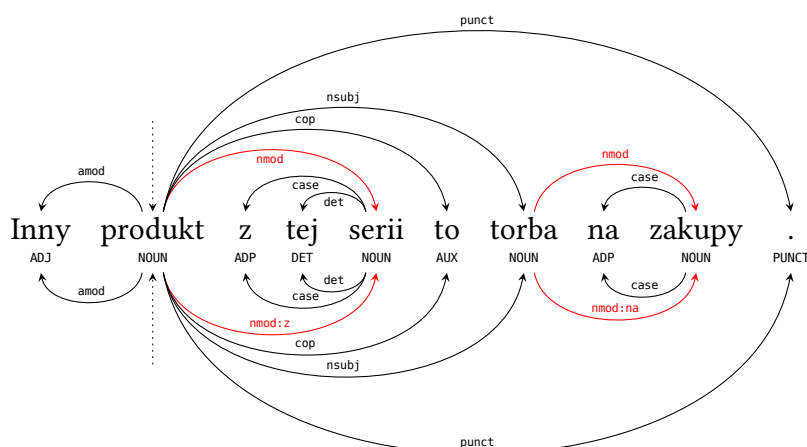 punct
nsubj
cop
nmod nmod
amod case case
det
Inny produkt z tej serii to torba na zakupy .
ADJ NOUN ADP DET NOUN AUX NOUN ADP NOUN PUNCT
det
amod case case
nmod:z nmod:na
cop
nsubj
punct